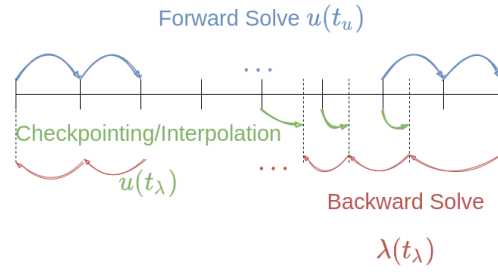 Forward Solve u(t_u)
...
Checkpointing/Interpolation
u(t_λ)
...
Backward Solve
λ(t_λ)